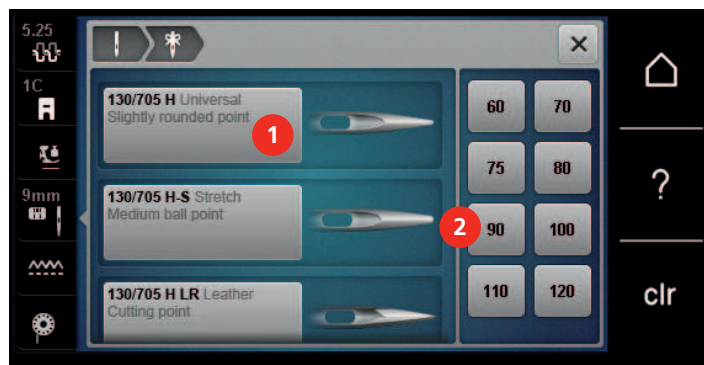 5.25
1C
9mm
130/705 H Universal
Slightly rounded point
1
130/705 H-S Stretch
Medium ball point
2
130/705 H LR Leather
Cutting point
60 70
75 80
90 100
110 120
?
clr